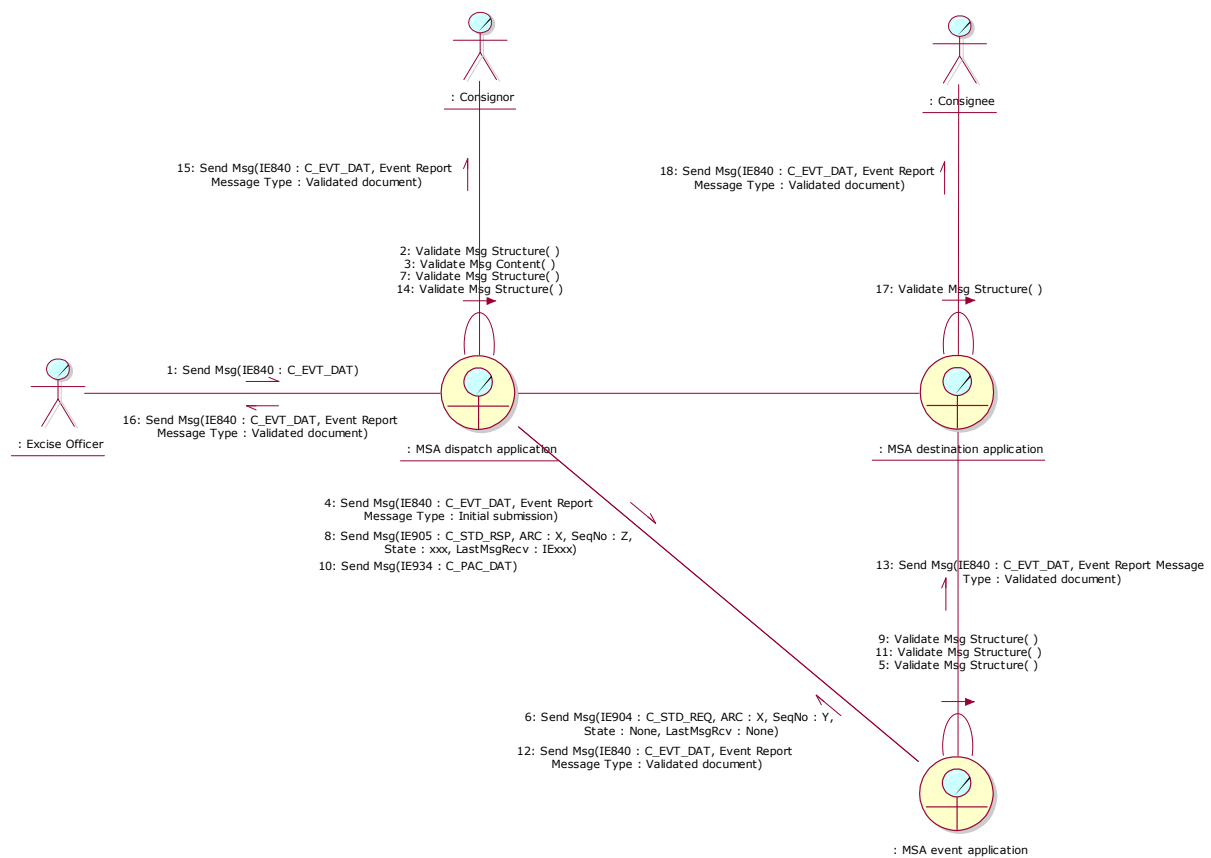 : Consignor
: Consignee
15: Send Msg(IE840 : C_EVT_DAT, Event Report
Message Type : Validated document)
18: Send Msg(IE840 : C_EVT_DAT, Event Report
Message Type : Validated document)
2: Validate Msg Structure( )
3: Validate Msg Content( )
7: Validate Msg Structure( )
14: Validate Msg Structure( )
17: Validate Msg Structure( )
1: Send Msg(IE840 : C_EVT_DAT)
16: Send Msg(IE840 : C_EVT_DAT, Event Report
Message Type : Validated document)
: Excise Officer
: MSA dispatch application
: MSA destination application
4: Send Msg(IE840 : C_EVT_DAT, Event Report
Message Type : Initial submission)
8: Send Msg(IE905 : C_STD_RSP, ARC : X, SeqNo : Z,
State : xxx, LastMsgRecv : IExxx)
10: Send Msg(IE934 : C_PAC_DAT)
13: Send Msg(IE840 : C_EVT_DAT, Event Report Message
Type : Validated document)
9: Validate Msg Structure( )
11: Validate Msg Structure( )
5: Validate Msg Structure( )
6: Send Msg(IE904 : C_STD_REQ, ARC : X, SeqNo : Y,
State : None, LastMsgRcv : None)
12: Send Msg(IE840 : C_EVT_DAT, Event Report
Message Type : Validated document)
: MSA event application